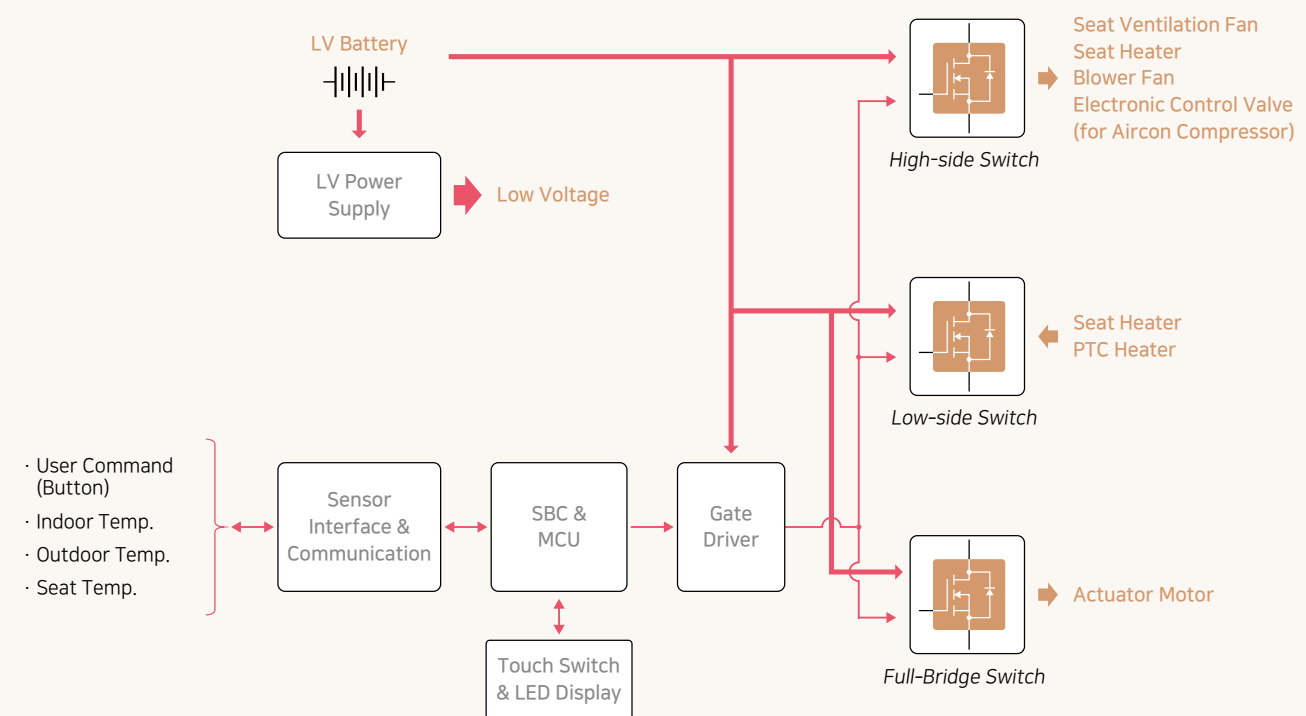 LV Battery
LV Power
Supply
Low Voltage
Seat Ventilation Fan
Seat Heater
Blower Fan
Electronic Control Valve
(for Aircon Compressor)
High-side Switch
Seat Heater
PTC Heater
Low-side Switch
· User Command
(Button)
· Indoor Temp.
· Outdoor Temp.
· Seat Temp.
Sensor
Interface &
Communication
SBC &
MCU
Gate
Driver
Touch Switch
& LED Display
Actuator Motor
Full-Bridge Switch